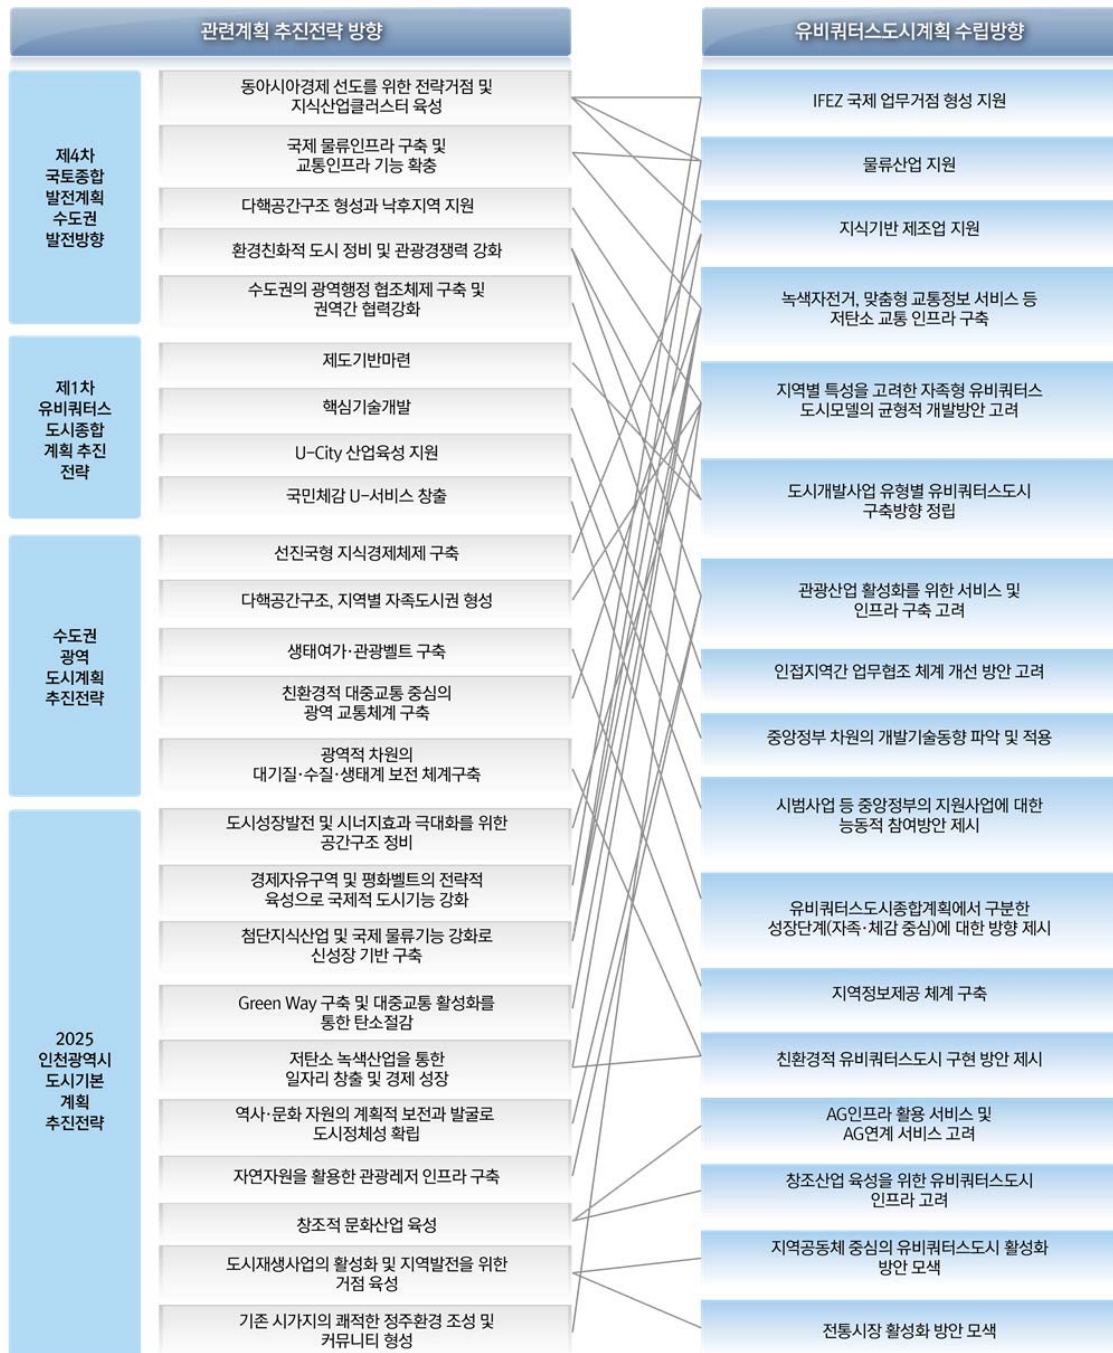 관련계획 추진전략 방향
유비쿼터스도시계획 수립방향
제4차
국토종합
발전계획
수도권
발전방향
동아시아경제 선도를 위한 전략거점 및
지식산업클러스터 육성
국제 물류인프라 구축 및
교통인프라 기능 확충
다핵공간구조 형성과 낙후지역 지원
환경친화적 도시 정비 및 관광경쟁력 강화
수도권의 광역행정 협조체제 구축 및
권역간 협력강화
제1차
유비쿼터스
도시종합
계획 추진
전략
제도기반마련
핵심기술개발
U-City 산업육성 지원
국민체감 U-서비스 창출
수도권
광역
도시계획
추진전략
선진국형 지식경제체제 구축
다핵공간구조, 지역별 자족도시권 형성
생태여가·관광벨트 구축
친환경적 대중교통 중심의
광역 교통체계 구축
광역적 차원의
대기질·수질·생태계 보전 체계구축
2025
인천광역시
도시기본
계획
추진전략
도시성장발전 및 시너지효과 극대화를 위한
공간구조 정비
경제자유구역 및 평화벨트의 전략적
육성으로 국제적 도시기능 강화
첨단지식산업 및 국제 물류기능 강화로
신성장 기반 구축
Green Way 구축 및 대중교통 활성화를
통한 탄소절감
저탄소 녹색산업을 통한
일자리 창출 및 경제 성장
역사·문화 자원의 계획적 보전과 발굴로
도시정체성 확립
자연자원을 활용한 관광레저 인프라 구축
창조적 문화산업 육성
도시재생사업의 활성화 및 지역발전을 위한
거점 육성
기존 시가지의 쾌적한 정주환경 조성 및
커뮤니티 형성
IFEZ 국제 업무거점 형성 지원
물류산업 지원
지식기반 제조업 지원
녹색자전거, 맞춤형 교통정보 서비스 등
저탄소 교통 인프라 구축
지역별 특성을 고려한 자족형 유비쿼터스
도시모델의 균형적 개발방안 고려
도시개발사업 유형별 유비쿼터스도시
구축방향 정립
관광산업 활성화를 위한 서비스 및
인프라 구축 고려
인접지역간 업무협조 체계 개선 방안 고려
중앙정부 차원의 개발기술동향 파악 및 적용
시범사업 등 중앙정부의 지원사업에 대한
능동적 참여방안 제시
유비쿼터스도시종합계획에서 구분한
성장단계(자족·체감 중심)에 대한 방향 제시
지역정보제공 체계 구축
친환경적 유비쿼터스도시 구현 방안 제시
AG인프라 활용 서비스 및
AG연계 서비스 고려
창조산업 육성을 위한 유비쿼터스도시
인프라 고려
지역공동체 중심의 유비쿼터스도시 활성화
방안 모색
전통시장 활성화 방안 모색